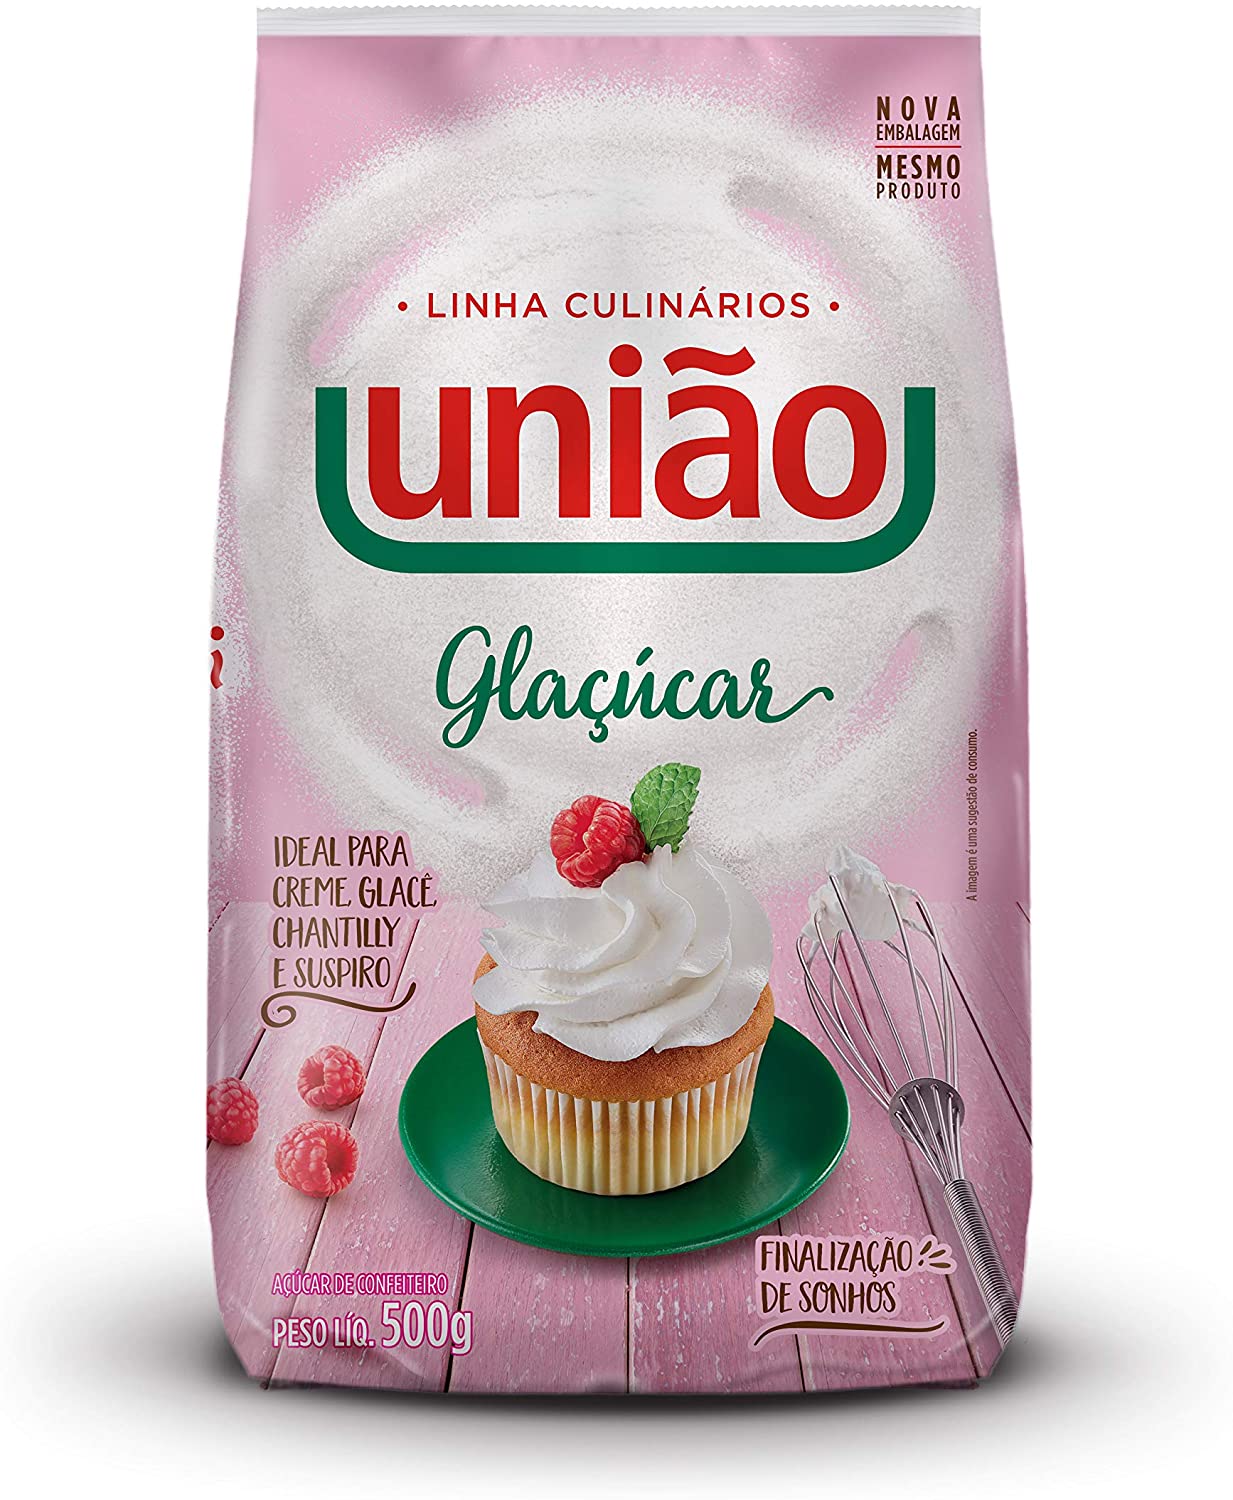 NOVA
EMBALAGEM
MESMO
PRODUTO
• LINHA CULINÁRIOS •
união
Glaçúcar
A imagem é uma sugestão de consumo.
IDEAL PARA
CREME, GLACÊ,
CHANTILLY
E SUSPIRO
FINALIZAÇÃO
DE SONHOS
AÇÚCAR DE CONFEITEIRO
PESO LÍQ. 500g